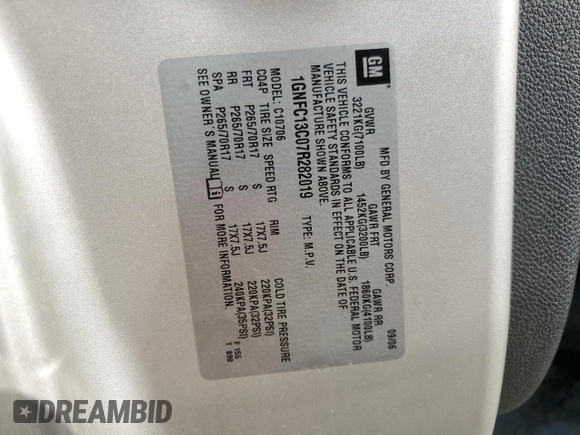 GM
MFD BY GENERAL MOTORS CORP. 09/06
GVWR GAWR FRT GAWR RR
3221KG(7100LB) 1452KG(3200LB) 1860KG(4100LB)
THIS VEHICLE CONFORMS TO ALL APPLICABLE U.S. FEDERAL MOTOR
VEHICLE SAFETY STANDARDS IN EFFECT ON THE DATE OF
MANUFACTURE SHOWN ABOVE.
1GNFC13C07R282019 TYPE: M.P.V.
MODEL: C10706
CQ4P TIRE SIZE SPEED RTG RIM COLD TIRE PRESSURE
FRT P265/70R17 S 17X7.5J 220KPA(32PSI)
RR P265/70R17 S 17X7.5J 220KPA(32PSI)
SPA P265/70R17 S 17X7.5J 240KPA(35PSI)
SEE OWNER'S MANUAL FOR MORE INFORMATION.
F 155
T 690
DREAMBID